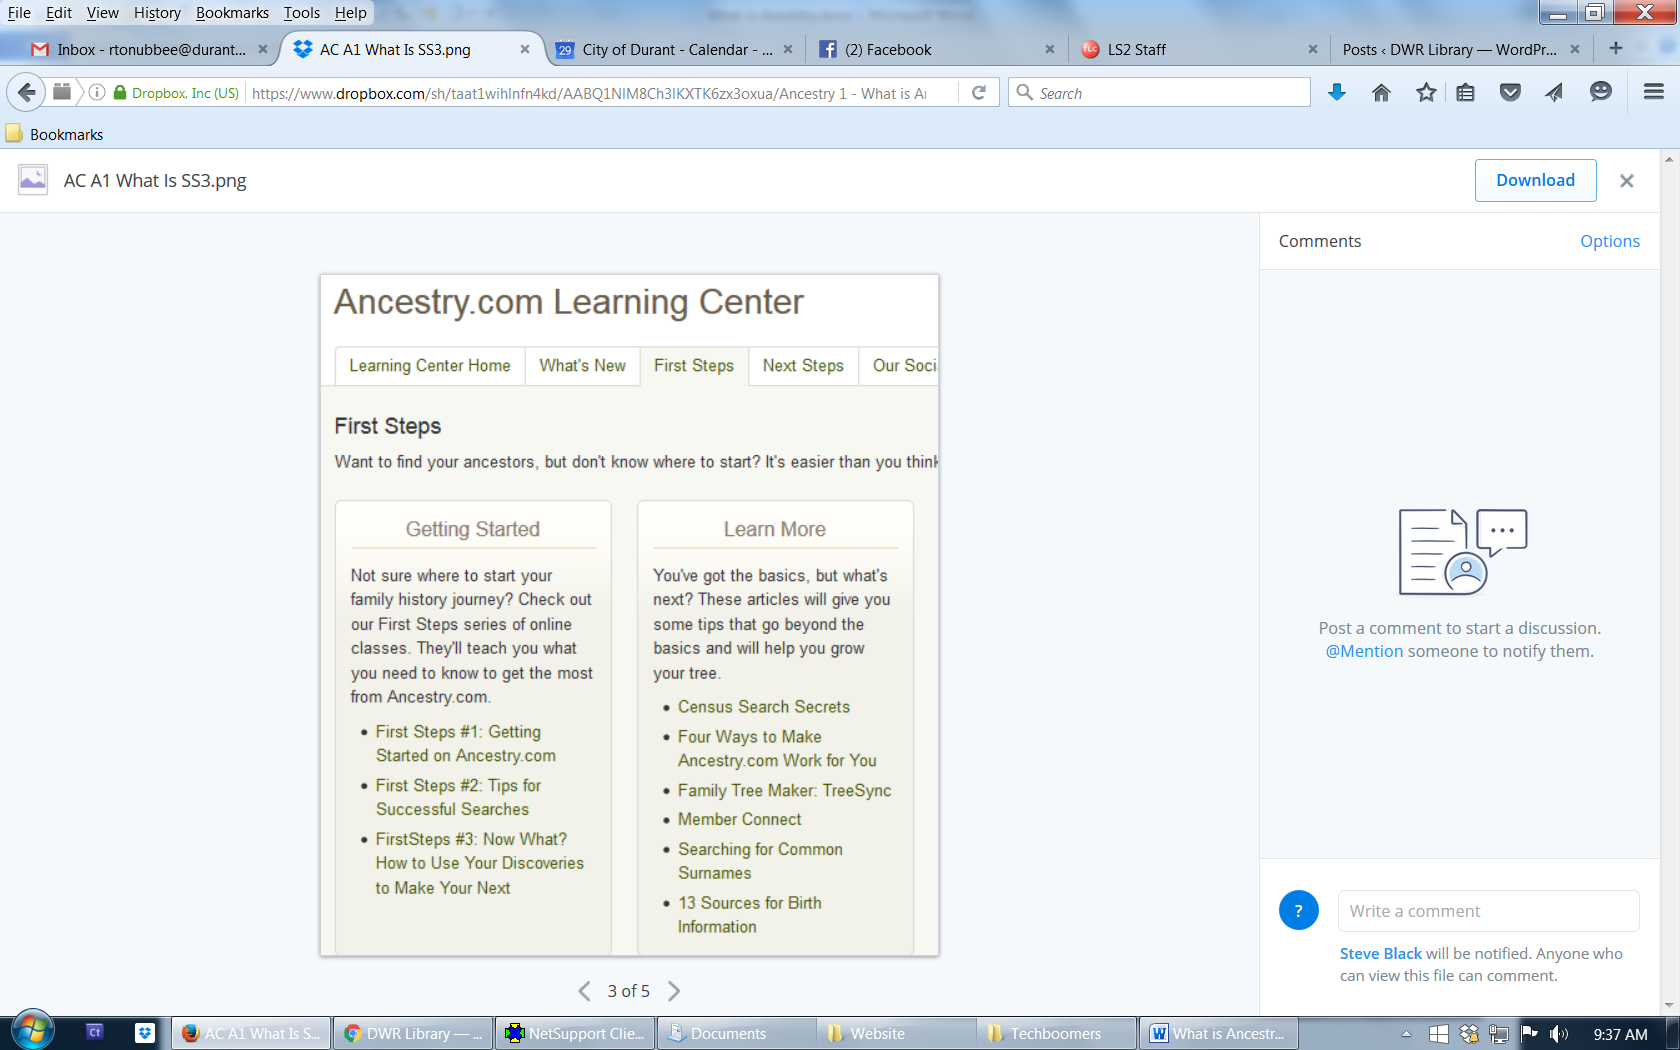 File Edit View History Bookmarks Tools Help
Inbox - rtonubbee@durant...
AC A1 What Is SS3.png
29
City of Durant - Calendar - ...
(2) Facebook
LS2 Staff
Posts ‹ DWR Library — WordPr...
Dropbox, Inc (US)
https://www.dropbox.com/sh/taat1wihlnfn4kd/AABQ1NIM8Ch3IKXTK6zx3oxua/Ancestry 1 - What is Ar
Search
Bookmarks
AC A1 What Is SS3.png
Download
Comments
Options
Ancestry.com Learning Center
Learning Center Home
What's New
First Steps
Next Steps
Our Soci
First Steps
Want to find your ancestors, but don't know where to start? It's easier than you think
Getting Started
Not sure where to start your
family history journey? Check out
our First Steps series of online
classes. They'll teach you what
you need to know to get the most
from Ancestry.com.
First Steps #1: Getting
Started on Ancestry.com
First Steps #2: Tips for
Successful Searches
FirstSteps #3: Now What?
How to Use Your Discoveries
to Make Your Next
Learn More
You've got the basics, but what's
next? These articles will give you
some tips that go beyond the
basics and will help you grow
your tree.
Census Search Secrets
Four Ways to Make
Ancestry.com Work for You
Family Tree Maker: TreeSync
Member Connect
Searching for Common
Surnames
13 Sources for Birth
Information
3 of 5
Post a comment to start a discussion.
@Mention someone to notify them.
?
Write a comment
Steve Black will be notified. Anyone who
can view this file can comment.
Ct
AC A1 What Is S...
DWR Library — ...
NetSupport Clie...
Documents
Website
Techboomers
What is Ancestr...
9:37 AM